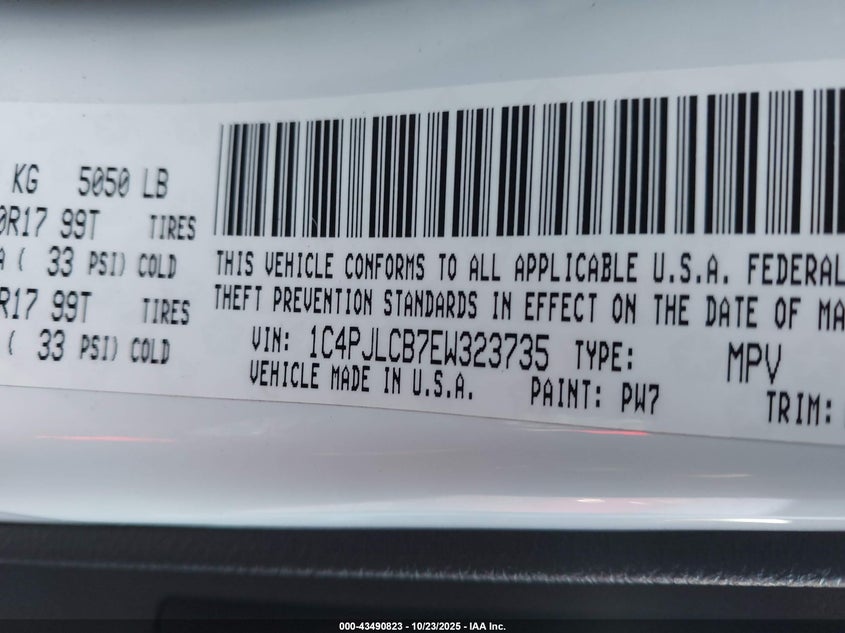 KG 5050 LB
0R17 99T TIRES
A ( 33 PSI) COLD
R17 99T TIRES
( 33 PSI) COLD
THIS VEHICLE CONFORMS TO ALL APPLICABLE U.S.A. FEDERAL
THEFT PREVENTION STANDARDS IN EFFECT ON THE DATE OF MA
VIN: 1C4PJLCB7EW323735 TYPE: MPV
VEHICLE MADE IN U.S.A. PAINT: PW7 TRIM:
000-43490823 - 10/23/2025 - IAA Inc.